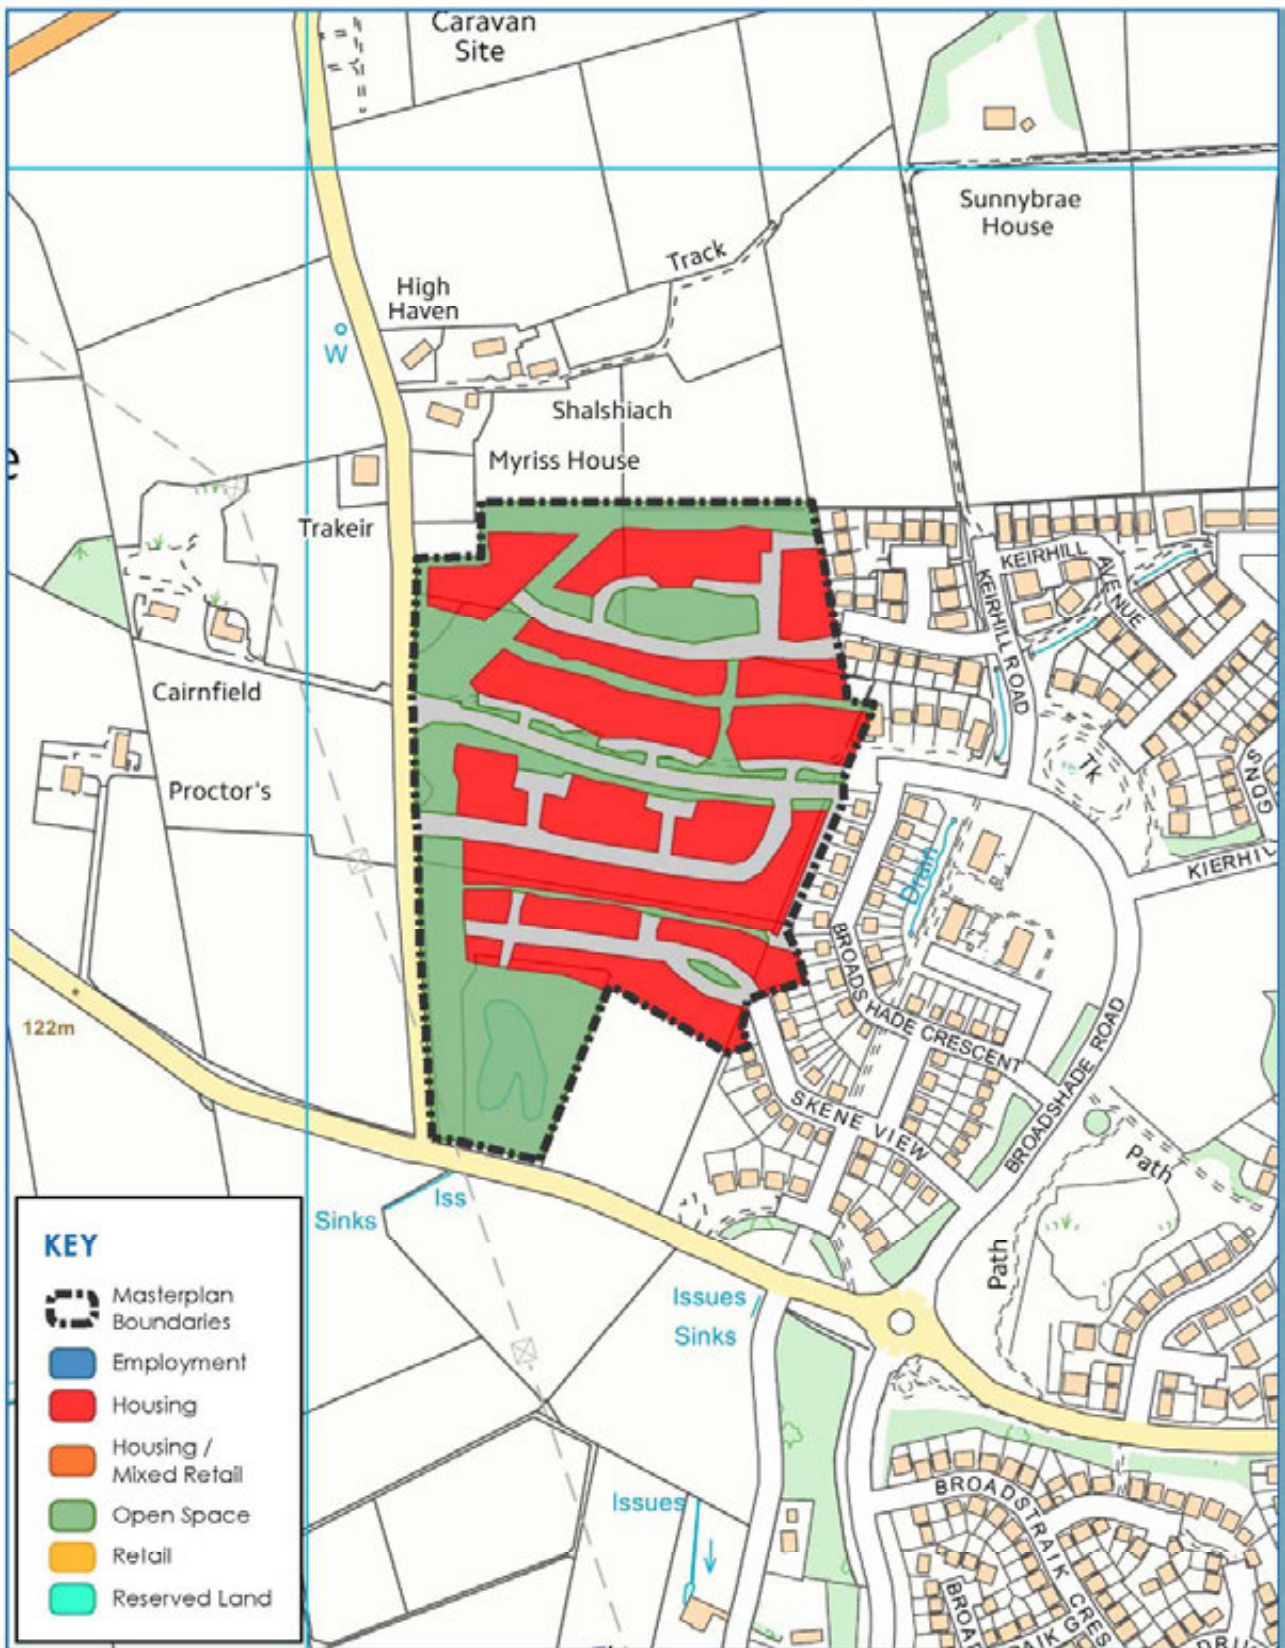 Caravan
Site
Sunnybrae
House
Track
High
Haven
W
Shalshiach
e
Myriss House
Trakeir
KEIRHILL
AVENUE
KEIRHILL ROAD
Cairnfield
Tk
GDNS
Proctor's
Drain
122m
BROADSHADE CRESCENT
BROADSHADE ROAD
SKENE VIEW
Path
Path
Iss
Sinks
Issues
Sinks
Issues
BROADSTRAIK CRES
KEY
Masterplan
Boundaries
Employment
Housing
Housing /
Mixed Retail
Open Space
Retail
Reserved Land